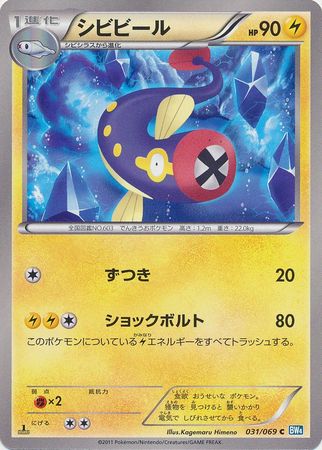 1進化 シビビール HP90
シビシラスから進化
全国図鑑NO.603 でんきうおポケモン 高さ：1.2m 重さ：22.0kg
ずつき 20
ショックボルト 80
かみなり
このポケモンについているエネルギーをすべてトラッシュする。
弱点 ×2 抵抗力
にげる
食欲 おうせいな ポケモン。
獲物を 見つけると 襲いかかり
電気で しびれさせてから 食べる。
Illus.Kagemaru Himeno 031/069 C BW4
©2011 Pokémon/Nintendo/Creatures/GAME FREAK.